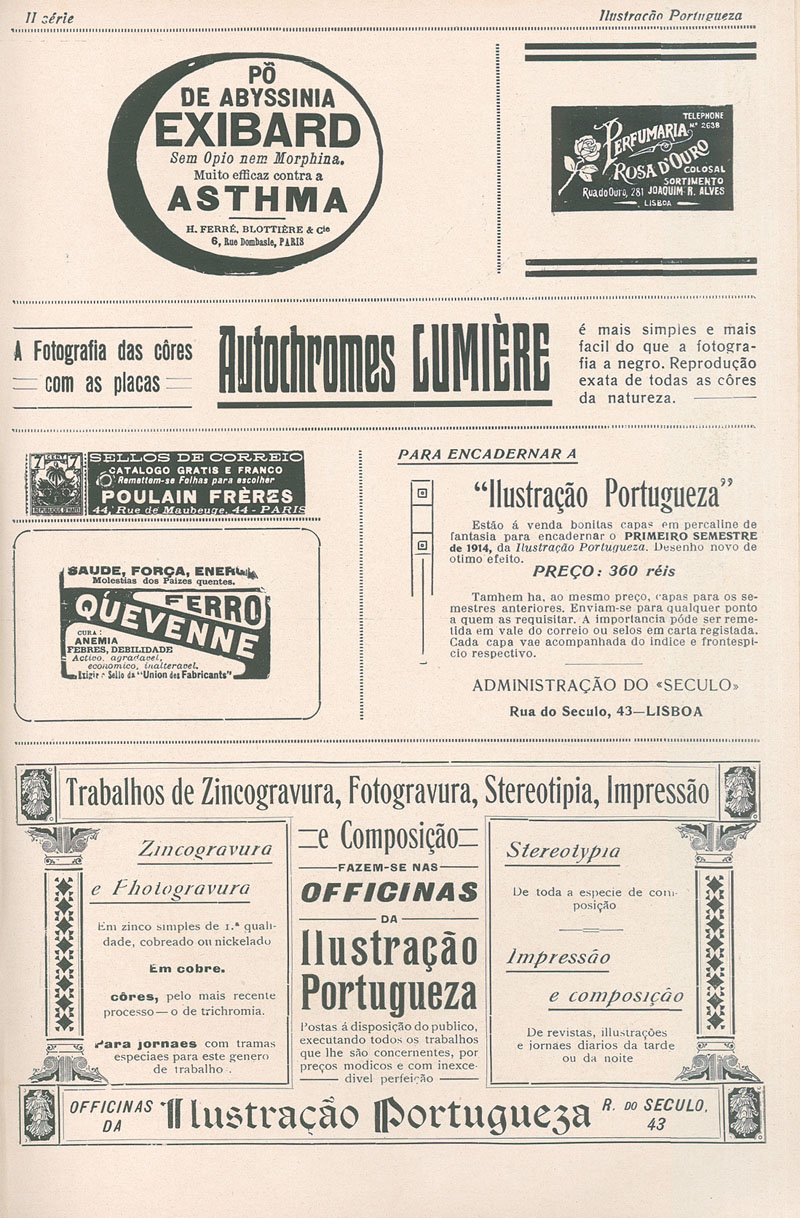 II série
Ilustracão Portugueza
PÔ
DE ABYSSINIA
EXIBARD
Sem Opio nem Morphina.
Muito efficaz contra a
ASTHMA
H. FERRÉ, BLOTTIÈRE & Cie
6, Rue Dombasle, PARIS
TELEPHONE
N.º 2638
PERFUMARIA
ROSA D'OURO
COLOSAL
SORTIMENTO
Rua do Ouro, 281 JOAQUIM R. ALVES
LISBOA
A Fotografia das côres
com as placas
Autochromes LUMIÈRE
é mais simples e mais
facil do que a fotogra-
fia a negro. Reprodução
exata de todas as côres
da natureza.
7 CENT 7
REPUBLIQUE D'HAITI
SELLOS DE CORREIO
CATALOGO GRATIS E FRANCO
Remettem-se Folhas para escolher
POULAIN FRÈRES
44, Rue de Maubeuge, 44 - PARIS
SAUDE, FORÇA,
Molestias dos Paizes quentes.
FERRO
QUEVENNE
CURA:
ANEMIA
FEBRES, DEBILIDADE
Activo, agradavel,
economico, inalteravel.
Exigir o Sello da "Union des Fabricants"
PARA ENCADERNAR A
"Ilustração Portugueza"
Estão á venda bonitas capas em percaline de
fantasia para encadernar o PRIMEIRO SEMESTRE
de 1914, da Ilustração Portugueza. Desenho novo de
otimo efeito.
PREÇO: 360 réis
Tambem ha, ao mesmo preço, capas para os se-
mestres anteriores. Enviam-se para qualquer ponto
a quem as requisitar. A importancia póde ser reme-
tida em vale do correio ou selos em carta registada.
Cada capa vae acompanhada do indice e frontespi-
cio respectivo.
ADMINISTRAÇÃO DO «SECULO»
Rua do Seculo, 43—LISBOA
Trabalhos de Zincogravura, Fotogravura, Stereotipia, Impressão
e Composição
FAZEM-SE NAS
OFFICINAS
DA
Ilustração
Portugueza
Postas á disposição do publico,
executando todos os trabalhos
que lhe são concernentes, por
preços modicos e com inexce-
divel perfeição
Zincogravura
e Photogravura
Em zinco simples de 1.ª quali-
dade, cobreado ou nickelado
Em cobre.
côres, pelo mais recente
processo—o de trichromia.
Para jornaes com tramas
especiaes para este genero
de trabalho.
Stereotypia
De toda a especie de com-
posição
Impressão
e composição
De revistas, illustrações
e jornaes diarios da tarde
ou da noite
OFFICINAS
DA
Ilustração Portugueza
R. DO SECULO,
43